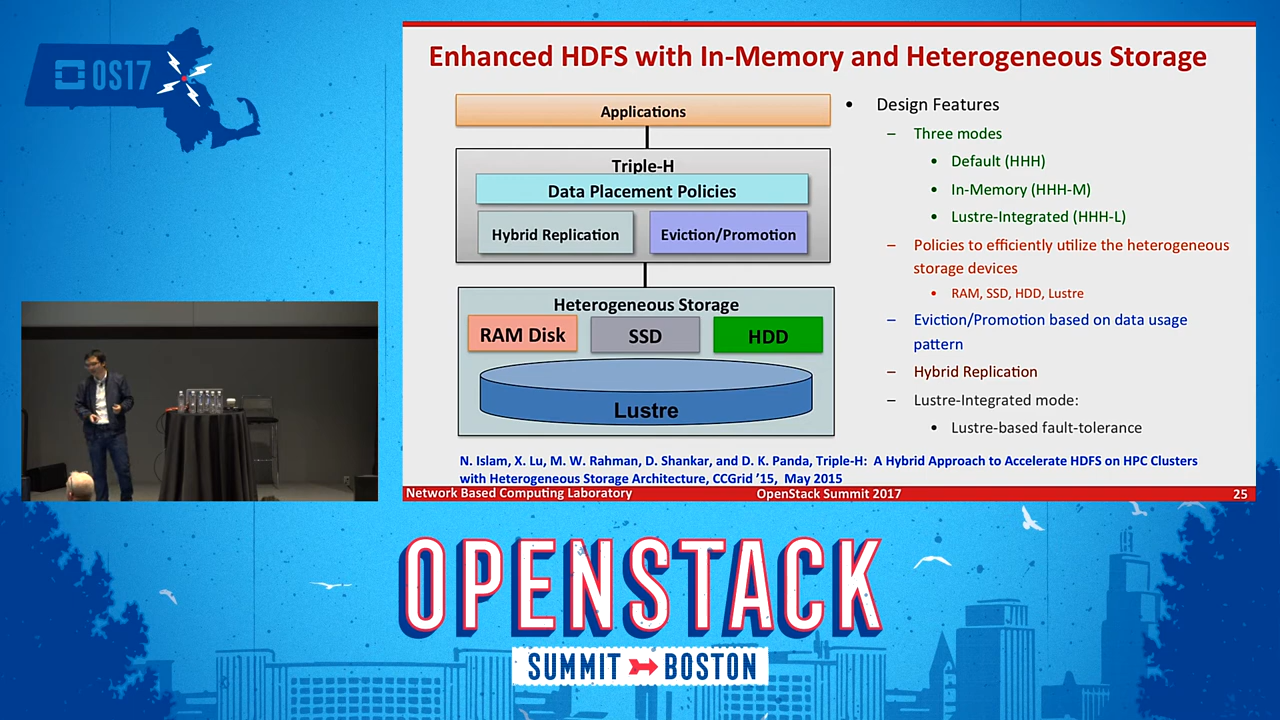 OS17
Enhanced HDFS with In-Memory and Heterogeneous Storage
Applications
Triple-H
Data Placement Policies
Hybrid Replication
Eviction/Promotion
Heterogeneous Storage
RAM Disk
SSD
HDD
Lustre
• Design Features
– Three modes
• Default (HHH)
• In-Memory (HHH-M)
• Lustre-Integrated (HHH-L)
– Policies to efficiently utilize the heterogeneous
storage devices
• RAM, SSD, HDD, Lustre
– Eviction/Promotion based on data usage
pattern
– Hybrid Replication
– Lustre-Integrated mode:
• Lustre-based fault-tolerance
N. Islam, X. Lu, M. W. Rahman, D. Shankar, and D. K. Panda, Triple-H: A Hybrid Approach to Accelerate HDFS on HPC Clusters
with Heterogeneous Storage Architecture, CCGrid ’15, May 2015
Network Based Computing Laboratory
OpenStack Summit 2017
25
OPENSTACK
SUMMIT BOSTON